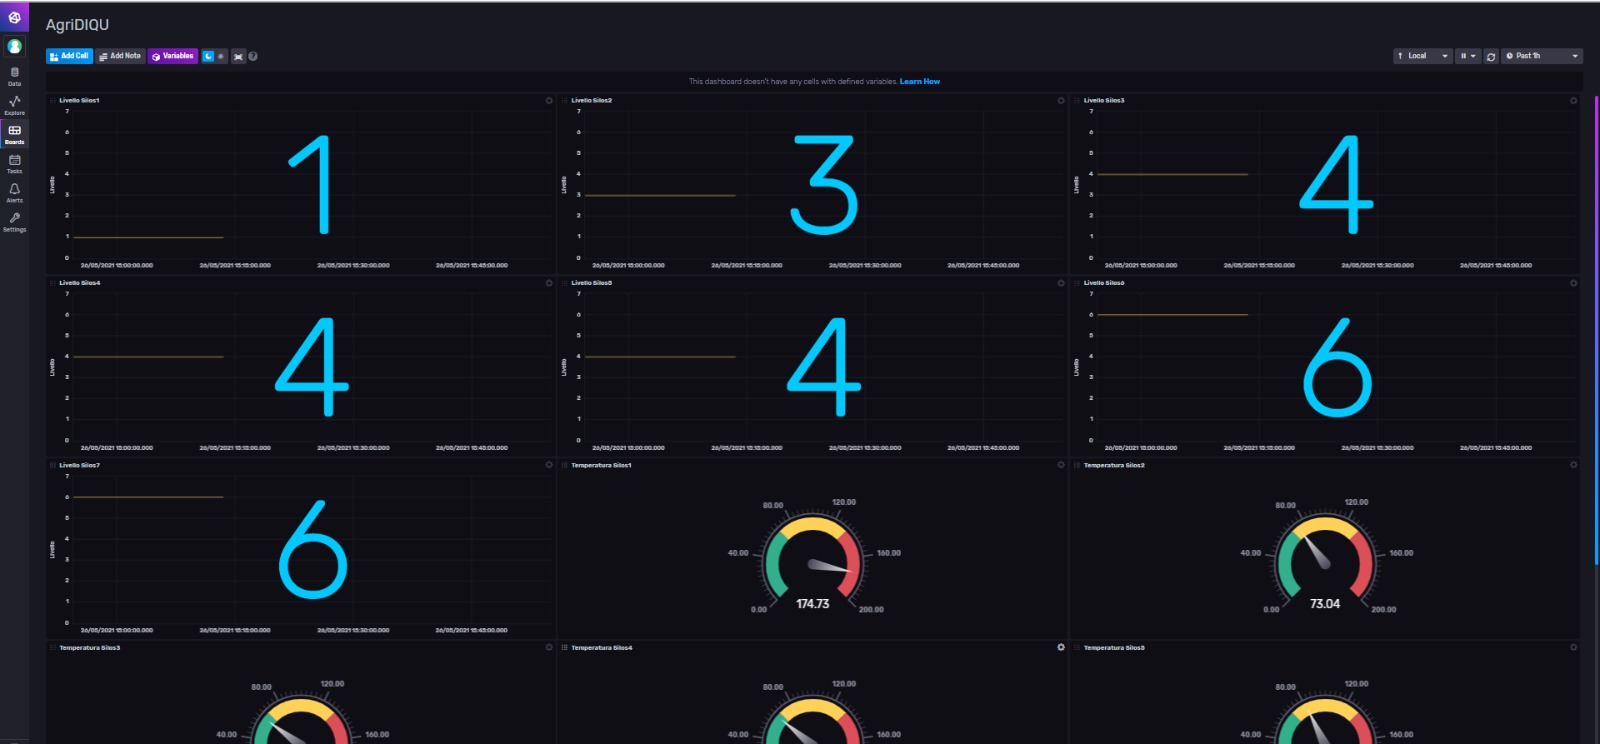 AgriDIQU
Add Cell Add Note Variables ? Local Past 1h
This dashboard doesn't have any cells with defined variables. Learn How
Data
Explore
Boards
Tasks
Alerts
Settings
Livello Silos1
7
6
5
4
3
2
1
0
Livello
1
26/05/2021 15:00:00.000 26/05/2021 15:15:00.000 26/05/2021 15:30:00.000 26/05/2021 15:45:00.000
Livello Silos2
7
6
5
4
3
2
1
0
Livello
3
26/05/2021 15:00:00.000 26/05/2021 15:15:00.000 26/05/2021 15:30:00.000 26/05/2021 15:45:00.000
Livello Silos3
7
6
5
4
3
2
1
0
Livello
4
26/05/2021 15:00:00.000 26/05/2021 15:15:00.000 26/05/2021 15:30:00.000 26/05/2021 15:45:00.000
Livello Silos4
7
6
5
4
3
2
1
0
Livello
4
26/05/2021 15:00:00.000 26/05/2021 15:15:00.000 26/05/2021 15:30:00.000 26/05/2021 15:45:00.000
Livello Silos5
7
6
5
4
3
2
1
0
Livello
4
26/05/2021 15:00:00.000 26/05/2021 15:15:00.000 26/05/2021 15:30:00.000 26/05/2021 15:45:00.000
Livello Silos6
7
6
5
4
3
2
1
0
Livello
6
26/05/2021 15:00:00.000 26/05/2021 15:15:00.000 26/05/2021 15:30:00.000 26/05/2021 15:45:00.000
Livello Silos7
7
6
5
4
3
2
1
0
Livello
6
26/05/2021 15:00:00.000 26/05/2021 15:15:00.000 26/05/2021 15:30:00.000 26/05/2021 15:45:00.000
Temperatura Silos1
80.00 120.00
40.00 160.00
0.00 174.73 200.00
Temperatura Silos2
80.00 120.00
40.00 160.00
0.00 73.04 200.00
Temperatura Silos3
80.00 120.00
40.00 160.00
Temperatura Silos4
80.00 120.00
40.00 160.00
Temperatura Silos5
80.00 120.00
40.00 160.00